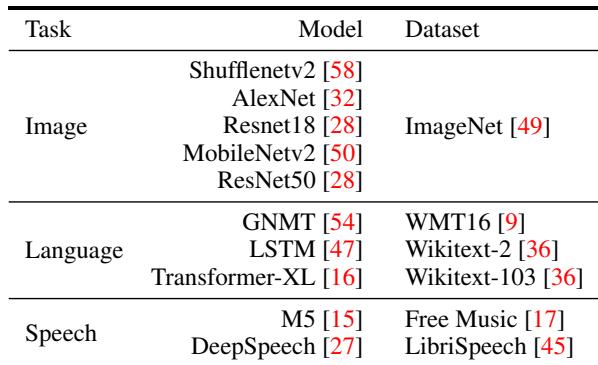 Task Model Dataset
Shufflenetv2 [58]
AlexNet [32]
Image Resnet18 [28] ImageNet [49]
MobileNetv2 [50]
ResNet50 [28]
GNMT [54] WMT16 [9]
Language LSTM [47] Wikitext-2 [36]
Transformer-XL [16] Wikitext-103 [36]
Speech M5 [15] Free Music [17]
DeepSpeech [27] LibriSpeech [45]